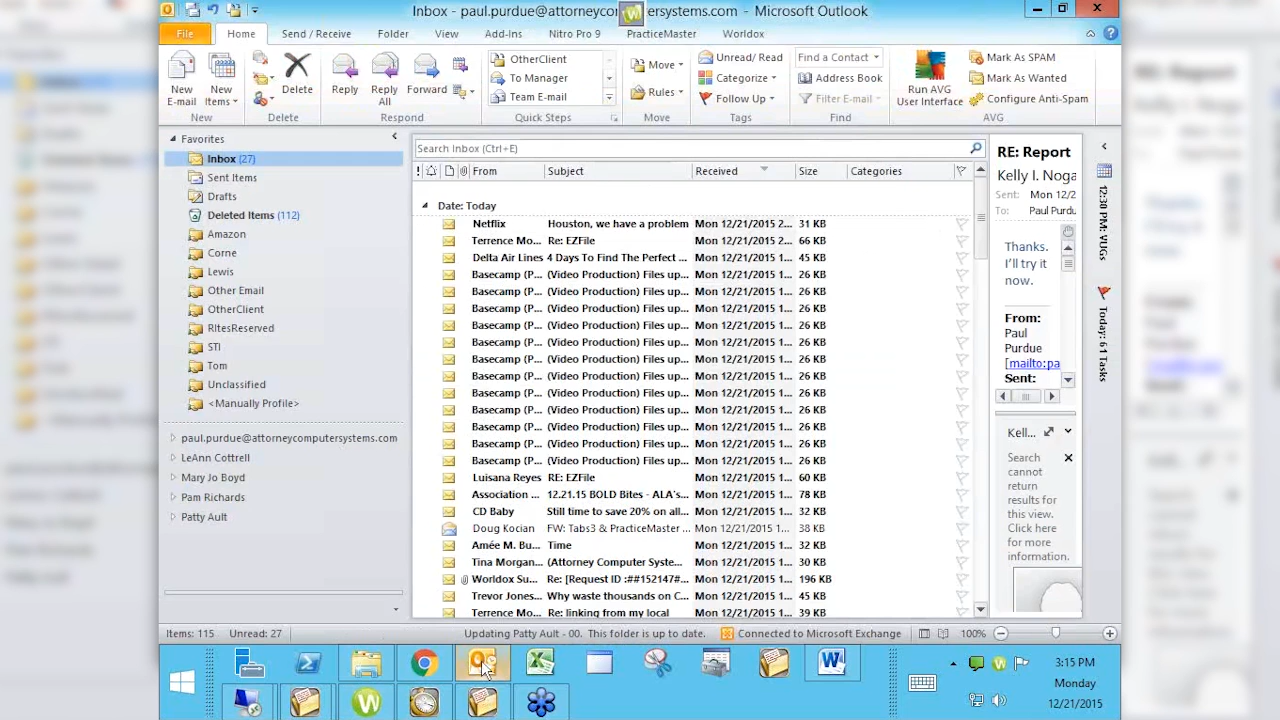 Inbox - paul.purdue@attorneycom systems.com - Microsoft Outlook
File Home Send / Receive Folder View Add-Ins Nitro Pro 9 PracticeMaster Worldox
New E-mail
New Items
New
Delete
Delete
Reply
Reply All
Forward
Respond
OtherClient
To Manager
Team E-mail
Quick Steps
Move
Rules
Move
Unread/ Read
Categorize
Follow Up
Tags
Find a Contact
Address Book
Filter E-mail
Find
Run AVG User Interface
Mark As SPAM
Mark As Wanted
Configure Anti-Spam
AVG
Favorites
Inbox (27)
Sent Items
Drafts
Deleted Items (112)
Amazon
Corne
Lewis
Other Email
OtherClient
RItesReserved
STI
Tom
Unclassified
<Manually Profile>
paul.purdue@attorneycomputersystems.com
LeAnn Cottrell
Mary Jo Boyd
Pam Richards
Patty Ault
Search Inbox (Ctrl+E)
From Subject Received Size Categories
Date: Today
Netflix Houston, we have a problem Mon 12/21/2015 2... 31 KB
Terrence Mo... Re: EZFile Mon 12/21/2015 2... 66 KB
Delta Air Lines 4 Days To Find The Perfect ... Mon 12/21/2015 1... 45 KB
Basecamp (P... (Video Production) Files up... Mon 12/21/2015 1... 26 KB
Basecamp (P... (Video Production) Files up... Mon 12/21/2015 1... 26 KB
Basecamp (P... (Video Production) Files up... Mon 12/21/2015 1... 26 KB
Basecamp (P... (Video Production) Files up... Mon 12/21/2015 1... 26 KB
Basecamp (P... (Video Production) Files up... Mon 12/21/2015 1... 26 KB
Basecamp (P... (Video Production) Files up... Mon 12/21/2015 1... 26 KB
Basecamp (P... (Video Production) Files up... Mon 12/21/2015 1... 26 KB
Basecamp (P... (Video Production) Files up... Mon 12/21/2015 1... 26 KB
Basecamp (P... (Video Production) Files up... Mon 12/21/2015 1... 26 KB
Basecamp (P... (Video Production) Files up... Mon 12/21/2015 1... 26 KB
Basecamp (P... (Video Production) Files up... Mon 12/21/2015 1... 26 KB
Basecamp (P... (Video Production) Files up... Mon 12/21/2015 1... 26 KB
Luisana Reyes RE: EZFile Mon 12/21/2015 1... 60 KB
Association ... 12.21.15 BOLD Bites - ALA's... Mon 12/21/2015 1... 78 KB
CD Baby Still time to save 20% on all... Mon 12/21/2015 1... 32 KB
Doug Kocian FW: Tabs3 & PracticeMaster ... Mon 12/21/2015 1... 38 KB
Amée M. Bu... Time Mon 12/21/2015 1... 32 KB
Tina Morgan... (Attorney Computer Syste... Mon 12/21/2015 1... 30 KB
Worldox Su... Re: [Request ID :##152147#... Mon 12/21/2015 1... 196 KB
Trevor Jones... Why waste thousands on C... Mon 12/21/2015 1... 45 KB
Terrence Mo... Re: linking from my local Mon 12/21/2015 1... 39 KB
RE: Report
Kelly I. Noga
Sent: Mon 12/2
To: Paul Purdu
Thanks.
I'll try it
now.
From:
Paul
Purdue
[mailto:pa
Sent:
Kell...
Search
cannot
return
results for
this view.
Click here
for more
information.
12:30 PM: VUGs
Today: 61 Tasks
Items: 115 Unread: 27 Updating Patty Ault - 00. This folder is up to date. Connected to Microsoft Exchange 100%
3:15 PM
Monday
12/21/2015